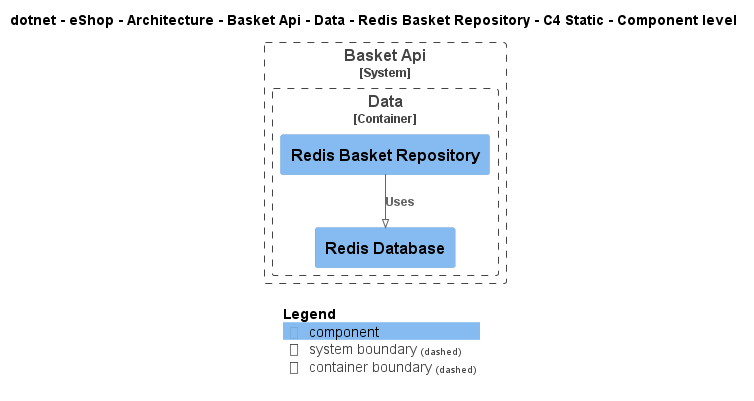 dotnet - eShop - Architecture - Basket Api - Data - Redis Basket Repository - C4 Static - Component level
Basket Api
[System]
Data
[Container]
Redis Basket Repository
Uses
Redis Database
Legend
component
system boundary (dashed)
container boundary (dashed)